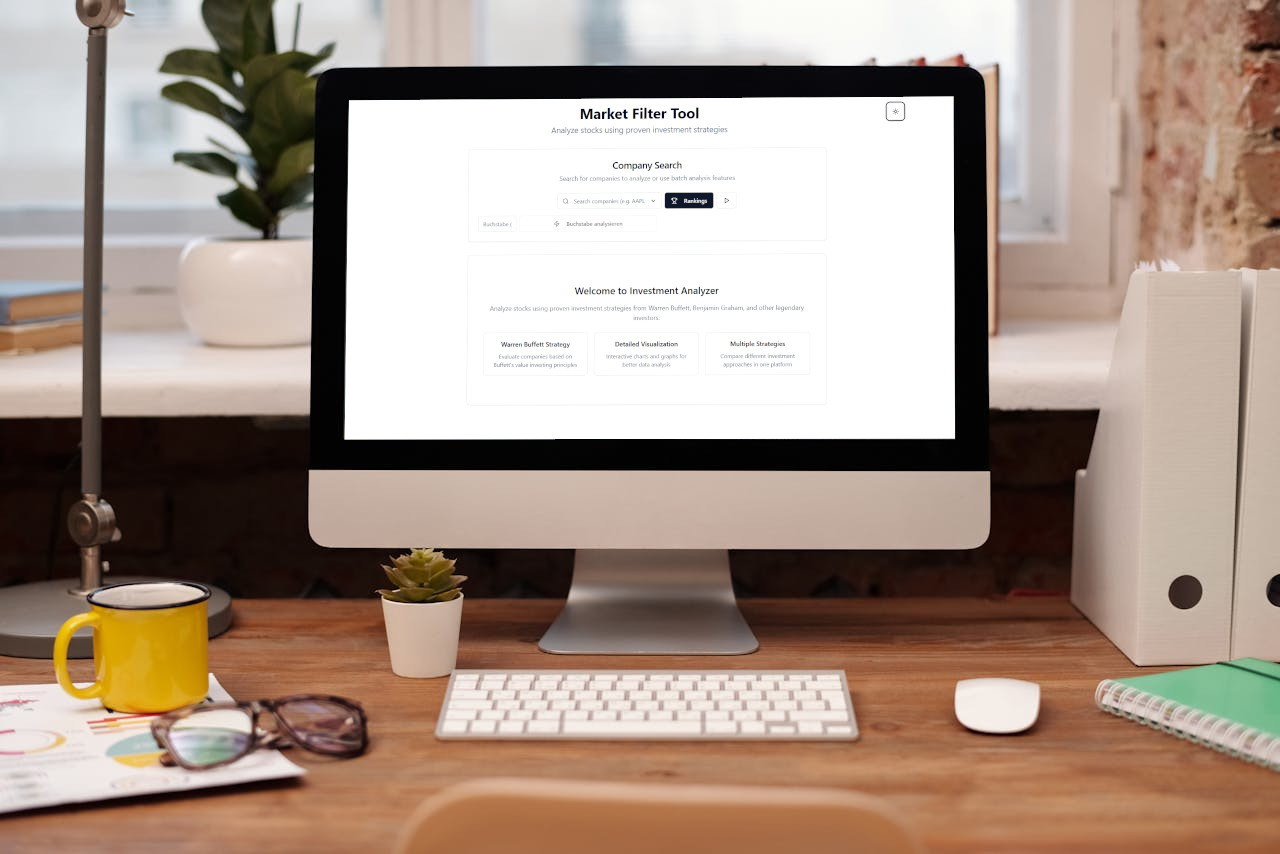 Market Filter Tool
Analyze stocks using proven investment strategies
Company Search
Search for companies to analyze or use batch analysis features
Search companies (e.g. AAPL
Rankings
Buchstabe (
Buchstabe analysieren
Welcome to Investment Analyzer
Analyze stocks using proven investment strategies from Warren Buffett, Benjamin Graham, and other legendary
investors.
Warren Buffett Strategy
Evaluate companies based on
Buffett's value investing principles
Detailed Visualization
Interactive charts and graphs for
better data analysis
Multiple Strategies
Compare different investment
approaches in one platform